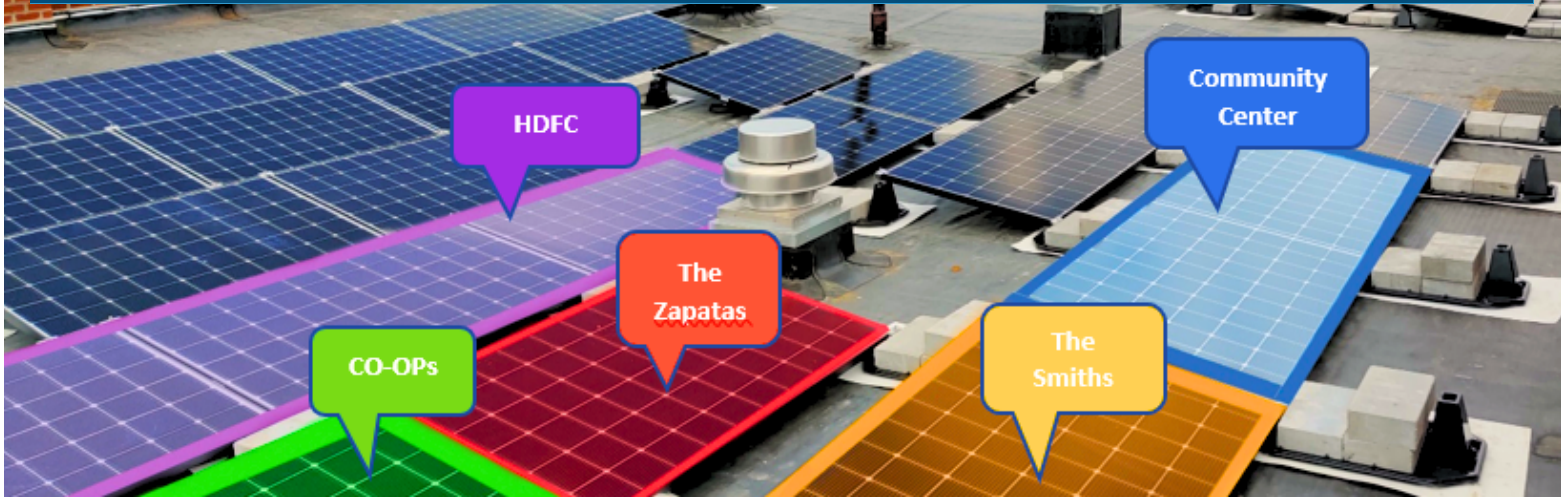 HDFC
Community
Center
The
Zapatas
CO-OPs
The
Smiths